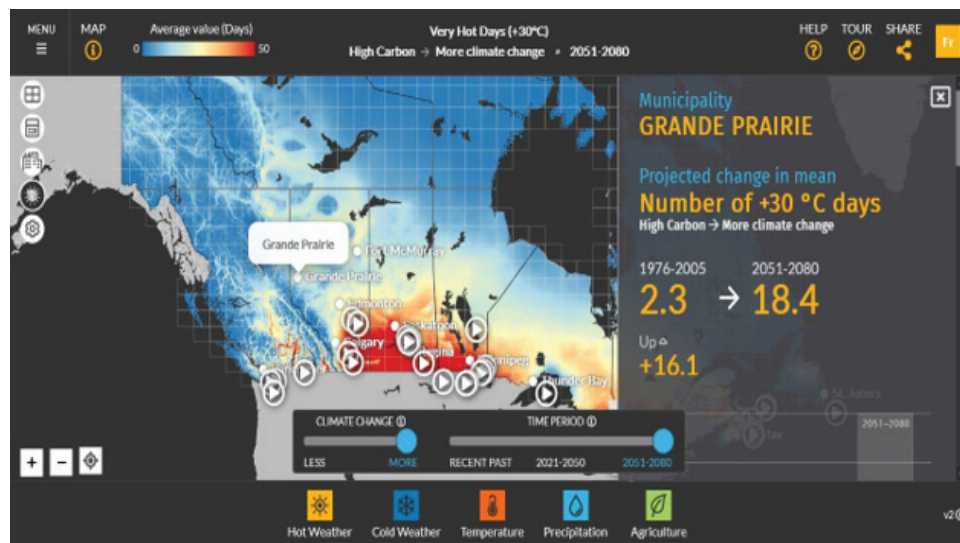 MENU
MAP
Average value (Days)
0
50
Very Hot Days (+30°C)
High Carbon → More climate change • 2051-2080
HELP
TOUR
SHARE
Fr
Municipality
GRANDE PRAIRIE
Projected change in mean
Number of +30 °C days
High Carbon → More climate change
1976-2005
2051-2080
2.3 → 18.4
Up
+16.1
Grande Prairie
Fort McMurray
Grande Prairie
Edmonton
Calgary
Thunder Bay
St. John's
2051-2080
CLIMATE CHANGE
TIME PERIOD
LESS
MORE
RECENT PAST
2021-2050
2051-2080
+
-
Hot Weather
Cold Weather
Temperature
Precipitation
Agriculture